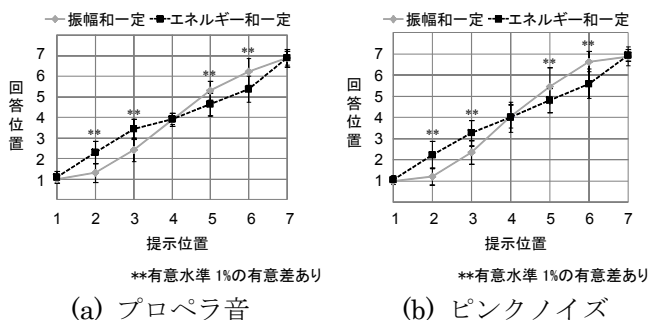 振幅和一定 エネルギー和一定
** ** ** **
7
6
5
4
3
2
1
回答位置
1 2 3 4 5 6 7
提示位置
**有意水準 1%の有意差あり
(a) プロペラ音
振幅和一定 エネルギー和一定
** ** ** **
7
6
5
4
3
2
1
回答位置
1 2 3 4 5 6 7
提示位置
**有意水準 1%の有意差あり
(b) ピンクノイズ